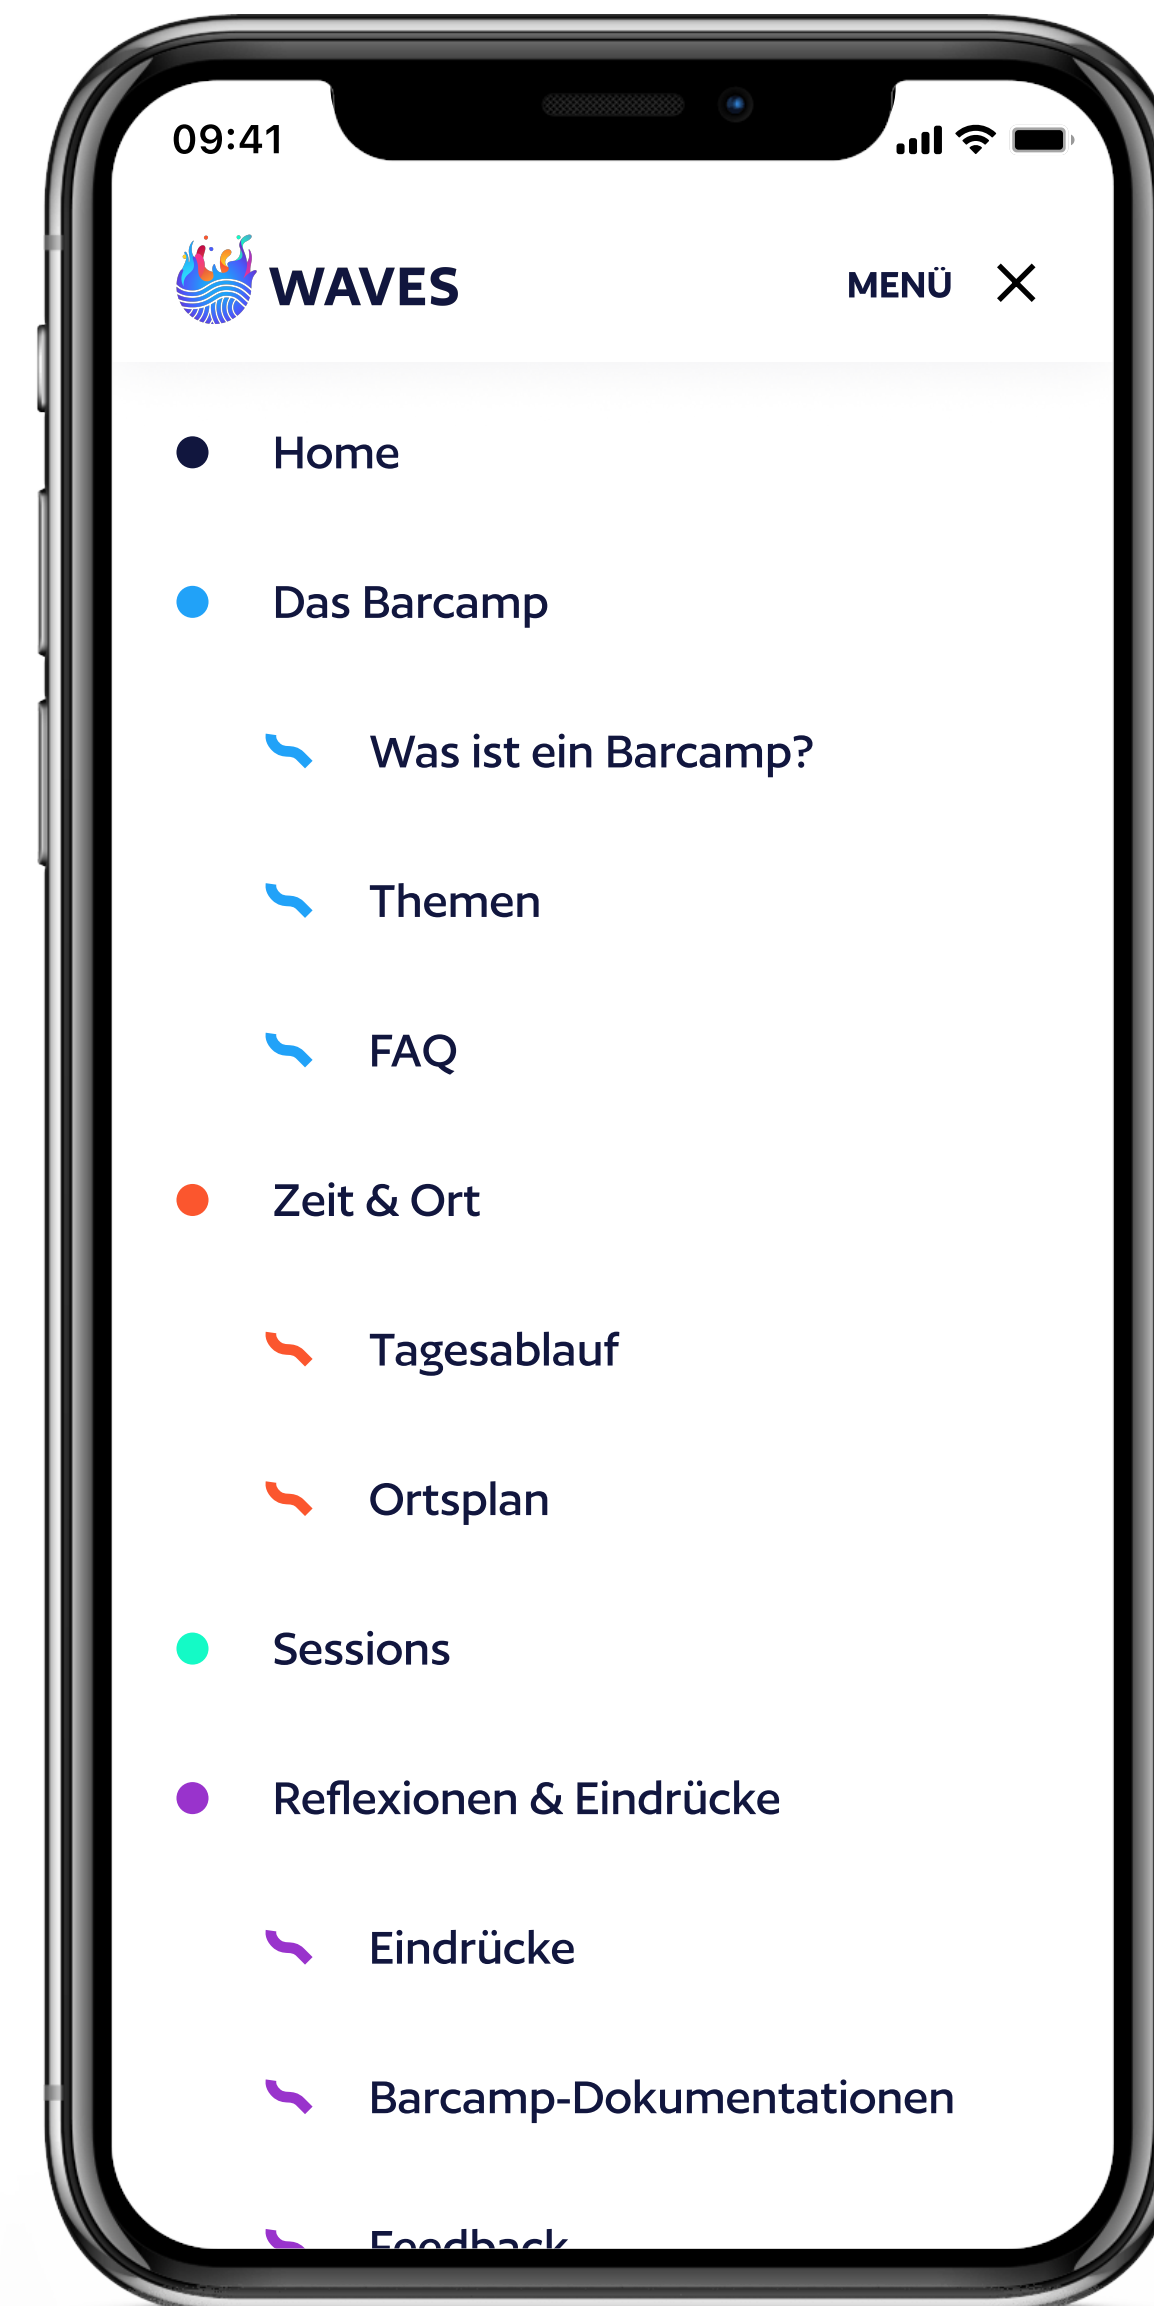 09:41
WAVES
MENÜ
Home
Das Barcamp
Was ist ein Barcamp?
Themen
FAQ
Zeit & Ort
Tagesablauf
Ortsplan
Sessions
Reflexionen & Eindrücke
Eindrücke
Barcamp-Dokumentationen
Feedback